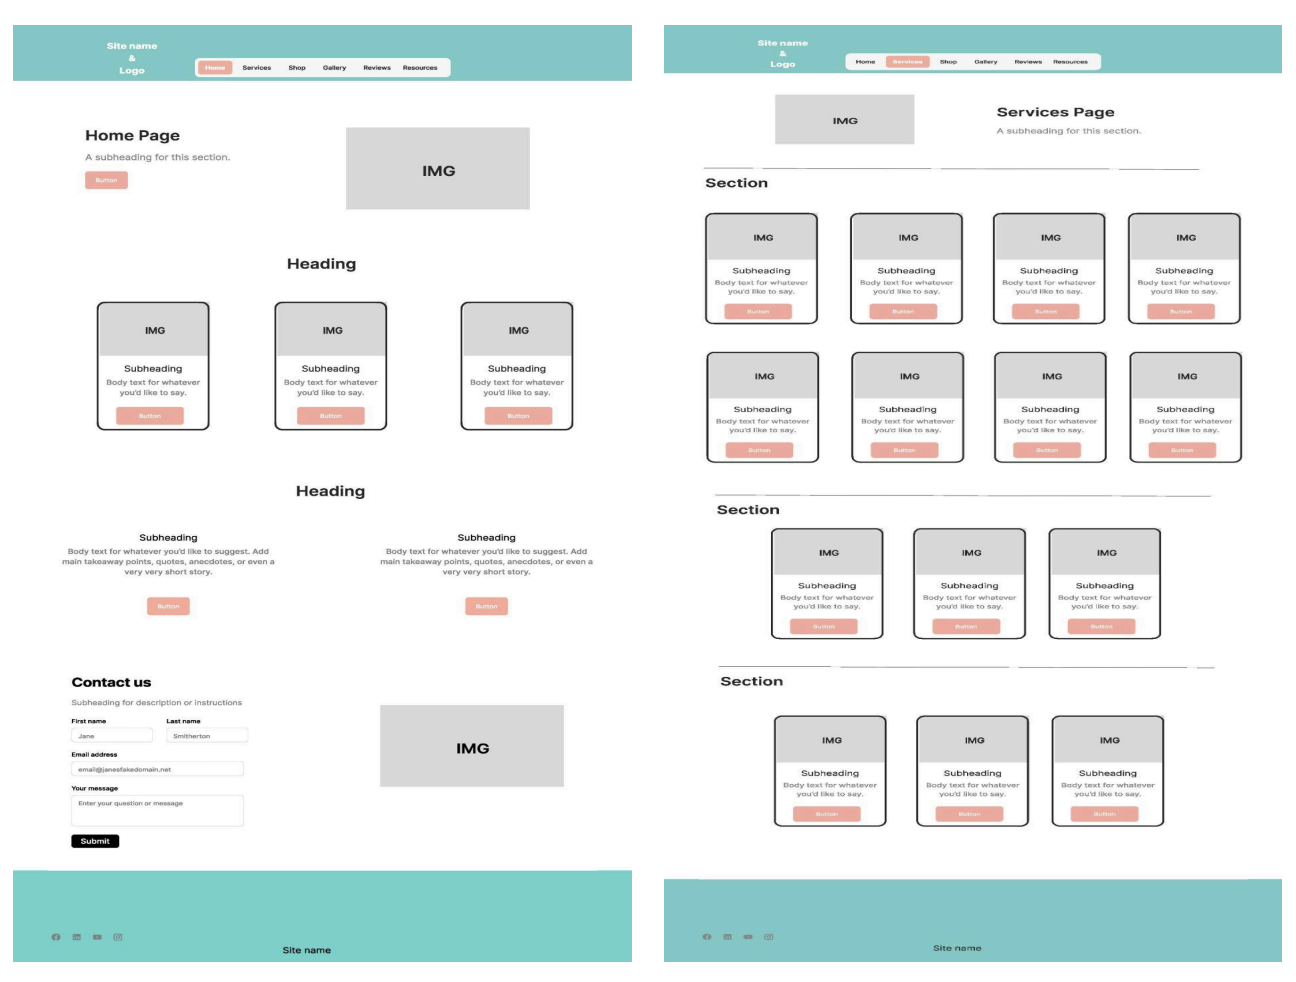 Site name
&
Logo
Home Services Shop Gallery Reviews Resources
Home Page
A subheading for this section.
Button
IMG
Heading
IMG IMG IMG
Subheading Subheading Subheading
Body text for whatever Body text for whatever Body text for whatever
you'd like to say. you'd like to say. you'd like to say.
Button Button Button
Heading
Subheading Subheading
Body text for whatever you'd like to suggest. Add Body text for whatever you'd like to suggest. Add
main takeaway points, quotes, anecdotes, or even a main takeaway points, quotes, anecdotes, or even a
very very short story. very very short story.
Button Button
Contact us
Subheading for description or instructions
First name Last name
Jane Smitherton
Email address
email@janesfakedomain.net
Your message
Enter your question or message
Submit
IMG
Site name
Site name
&
Logo
Home Services Shop Gallery Reviews Resources
IMG
Services Page
A subheading for this section.
Section
IMG IMG IMG IMG
Subheading Subheading Subheading Subheading
Body text for whatever Body text for whatever Body text for whatever Body text for whatever
you'd like to say. you'd like to say. you'd like to say. you'd like to say.
Button Button Button Button
IMG IMG IMG IMG
Subheading Subheading Subheading Subheading
Body text for whatever Body text for whatever Body text for whatever Body text for whatever
you'd like to say. you'd like to say. you'd like to say. you'd like to say.
Button Button Button Button
Section
IMG IMG IMG
Subheading Subheading Subheading
Body text for whatever Body text for whatever Body text for whatever
you'd like to say. you'd like to say. you'd like to say.
Button Button Button
Section
IMG IMG IMG
Subheading Subheading Subheading
Body text for whatever Body text for whatever Body text for whatever
you'd like to say. you'd like to say. you'd like to say.
Button Button Button
Site name